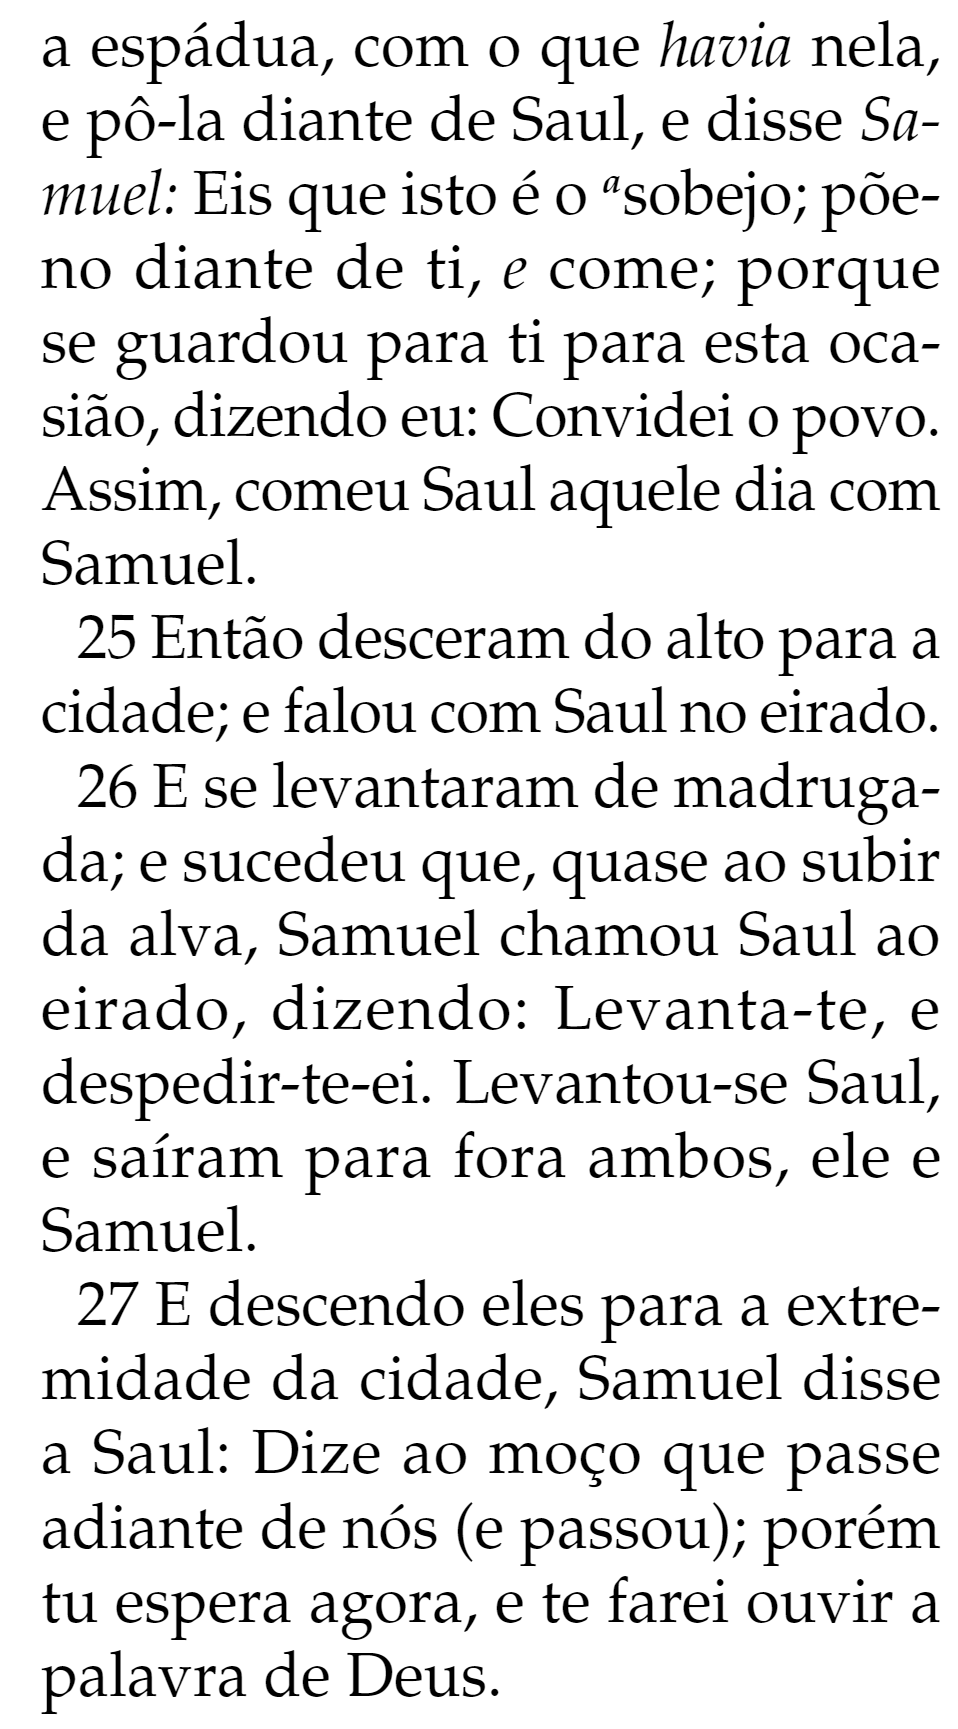 a espádua, com o que havia nela,
e pô-la diante de Saul, e disse Sa-
muel: Eis que isto é o ᵃsobejo; põe-
no diante de ti, e come; porque
se guardou para ti para esta oca-
sião, dizendo eu: Convidei o povo.
Assim, comeu Saul aquele dia com
Samuel.
25 Então desceram do alto para a
cidade; e falou com Saul no eirado.
26 E se levantaram de madruga-
da; e sucedeu que, quase ao subir
da alva, Samuel chamou Saul ao
eirado, dizendo: Levanta-te, e
despedir-te-ei. Levantou-se Saul,
e saíram para fora ambos, ele e
Samuel.
27 E descendo eles para a extre-
midade da cidade, Samuel disse
a Saul: Dize ao moço que passe
adiante de nós (e passou); porém
tu espera agora, e te farei ouvir a
palavra de Deus.